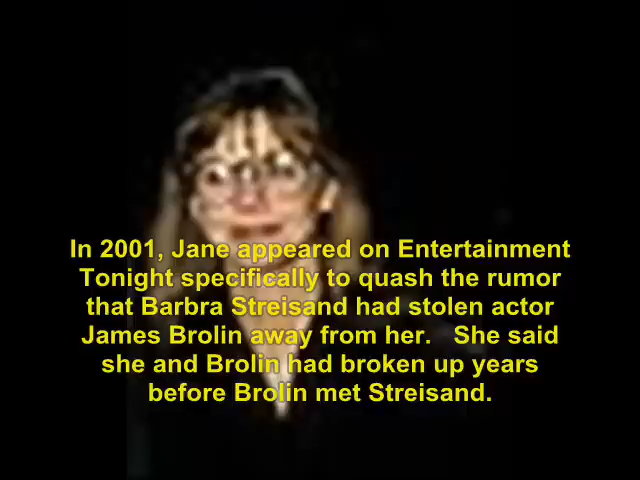 In 2001, Jane appeared on Entertainment
Tonight specifically to quash the rumor
that Barbra Streisand had stolen actor
James Brolin away from her.   She said
she and Brolin had broken up years
before Brolin met Streisand.